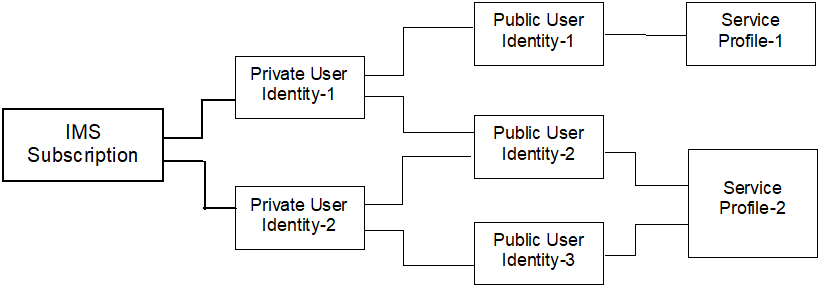 IMS
Subscription
Private User
Identity-1
Private User
Identity-2
Public User
Identity-1
Public User
Identity-2
Public User
Identity-3
Service
Profile-1
Service
Profile-2